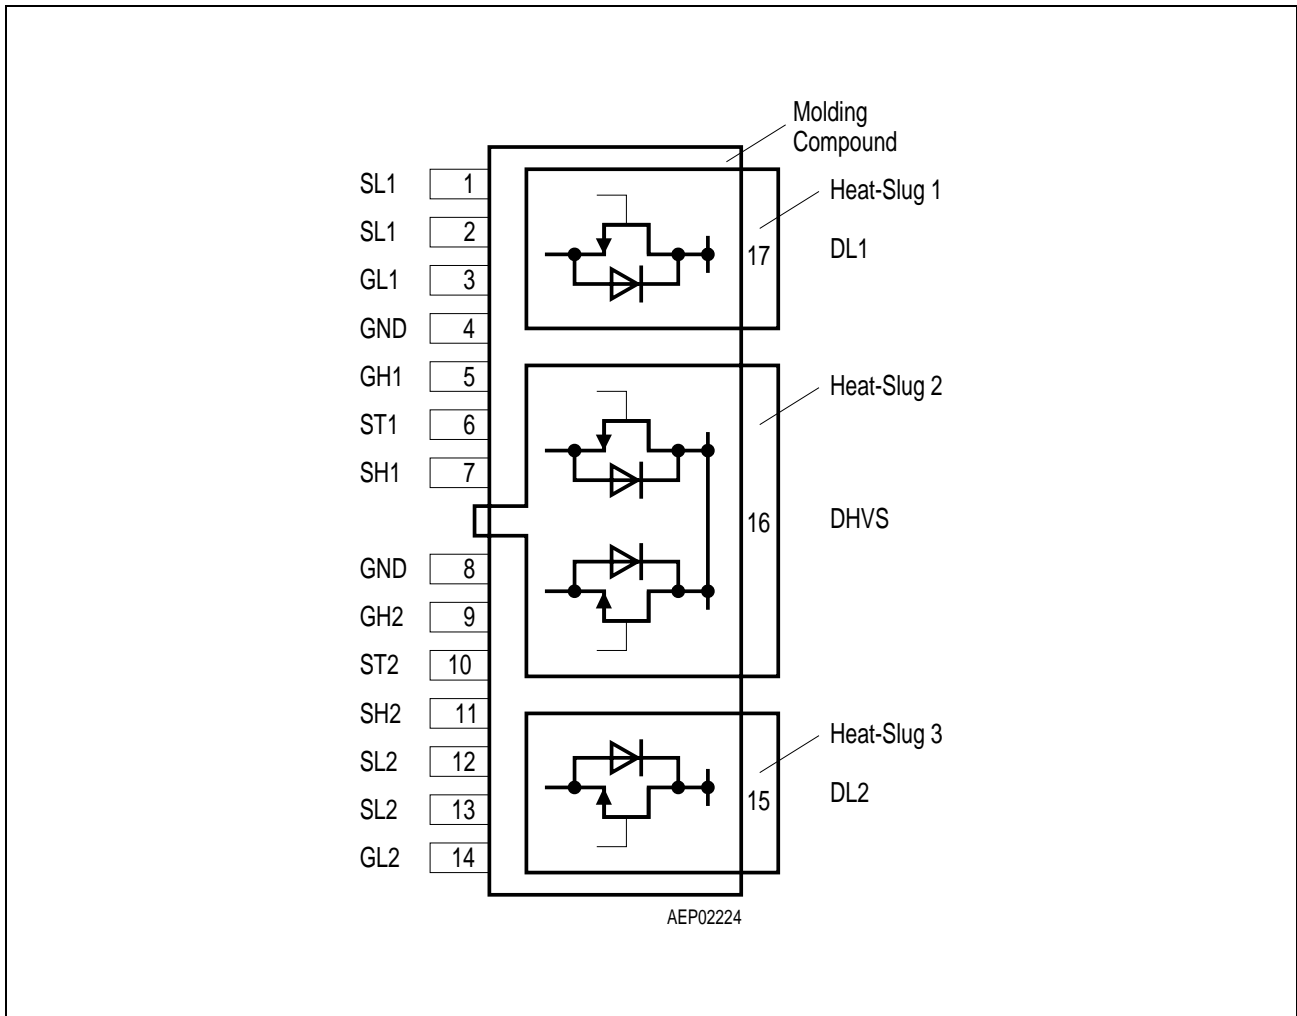 Molding
Compound
SL1 1
SL1 2
GL1 3
GND 4
GH1 5
ST1 6
SH1 7
GND 8
GH2 9
ST2 10
SH2 11
SL2 12
SL2 13
GL2 14
Heat-Slug 1
17 DL1
Heat-Slug 2
16 DHVS
Heat-Slug 3
15 DL2
AEP02224